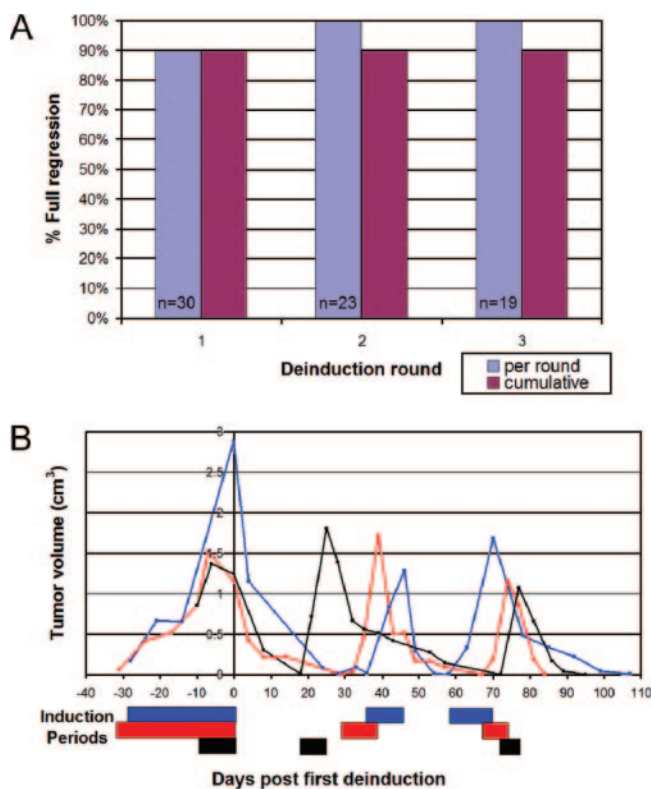 A
100%
90%
80%
70%
60%
50%
40%
30%
20%
10%
0%
% Full regression
n=30 n=23 n=19
1 2 3
Deinduction round
per round
cumulative
B
Tumor volume (cm³)
3
2.5
2
1.5
1
0.5
0
-40 -30 -20 -10 0 10 20 30 40 50 60 70 80 90 100 110
Induction
Periods
Days post first deinduction